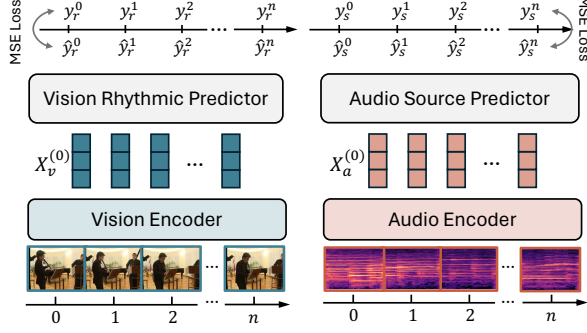 MSE Loss
y_r^0 y_r^1 y_r^2 y_r^n
...
ŷ_r^0 ŷ_r^1 ŷ_r^2 ŷ_r^n
y_s^0 y_s^1 y_s^2 y_s^n
...
ŷ_s^0 ŷ_s^1 ŷ_s^2 ŷ_s^n
MSE Loss
Vision Rhythmic Predictor
Audio Source Predictor
X_v^(0) ...
X_a^(0) ...
Vision Encoder
Audio Encoder
...
...
0 1 2 ... n
0 1 2 ... n